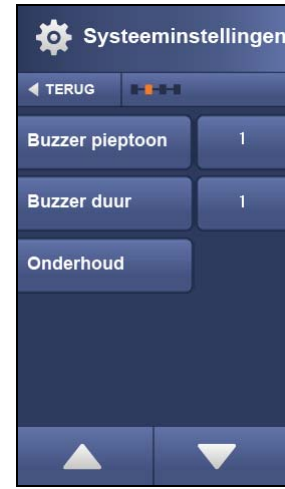 Systeeminstellingen
TERUG
Buzzer pieptoon 1
Buzzer duur 1
Onderhoud